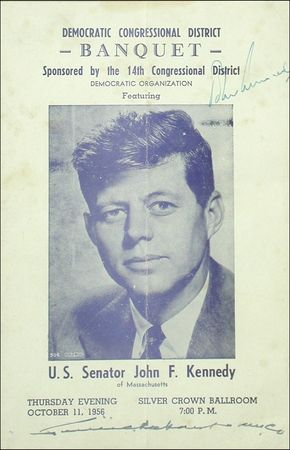 DEMOCRATIC CONGRESSIONAL DISTRICT
– BANQUET –
Sponsored by the 14th Congressional District
DEMOCRATIC ORGANIZATION
Featuring
U. S. Senator John F. Kennedy
of Massachusetts
THURSDAY EVENING SILVER CROWN BALLROOM
OCTOBER 11, 1956 7:00 P. M.